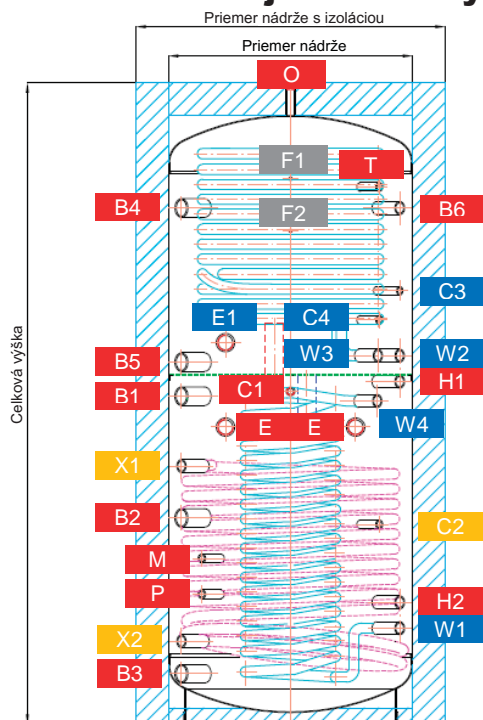 Priemer nádrže s izoláciou
Priemer nádrže
Celková výška
O
F1
T
B4
F2
B6
C3
E1
C4
B5
W3
W2
C1
H1
B1
E
E
W4
X1
B2
C2
M
P
H2
W1
X2
B3